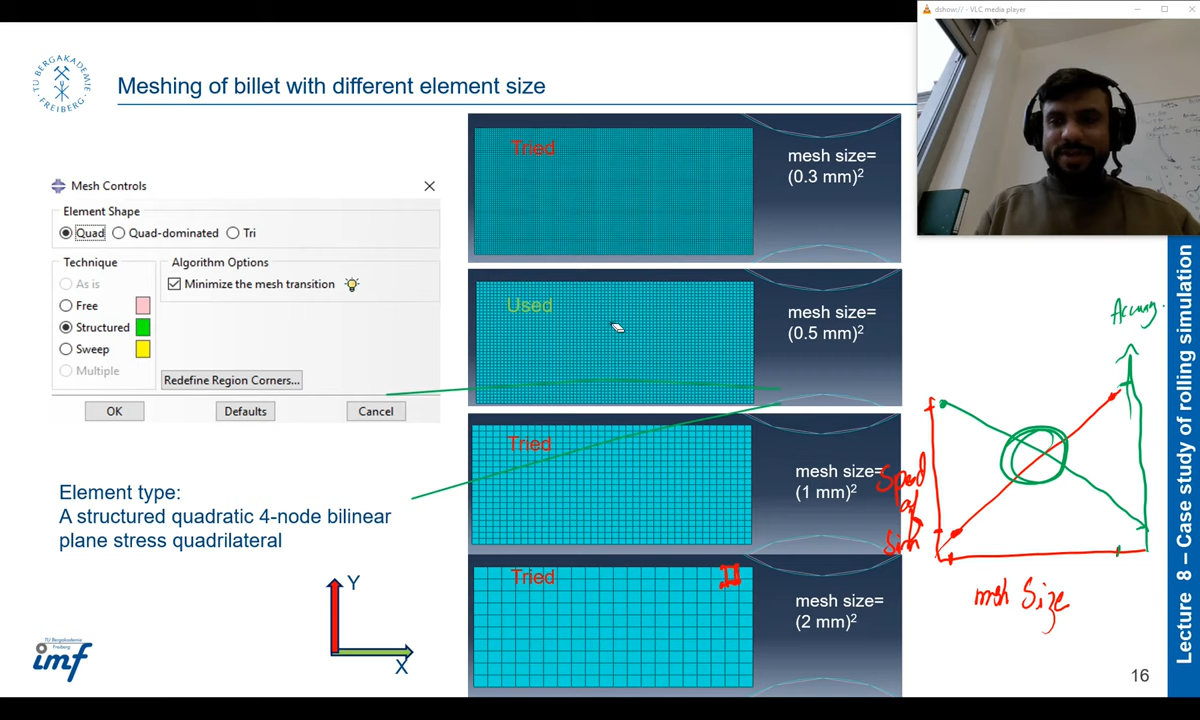 dshow:// - VLC media player
TU BERGAKADEMIE
FREIBERG
Meshing of billet with different element size
Mesh Controls
Element Shape
Quad
Quad-dominated
Tri
Technique
As is
Free
Structured
Sweep
Multiple
Algorithm Options
Minimize the mesh transition
Redefine Region Corners...
OK
Defaults
Cancel
Element type:
A structured quadratic 4-node bilinear
plane stress quadrilateral
Y
X
Tried
mesh size=
(0.3 mm)²
Used
mesh size=
(0.5 mm)²
Tried
mesh size=
(1 mm)²
Tried
mesh size=
(2 mm)²
Speed
of
mesh Size
TU Bergakademie
Freiberg
imf
16
Lecture 8 – Case study of rolling simulation